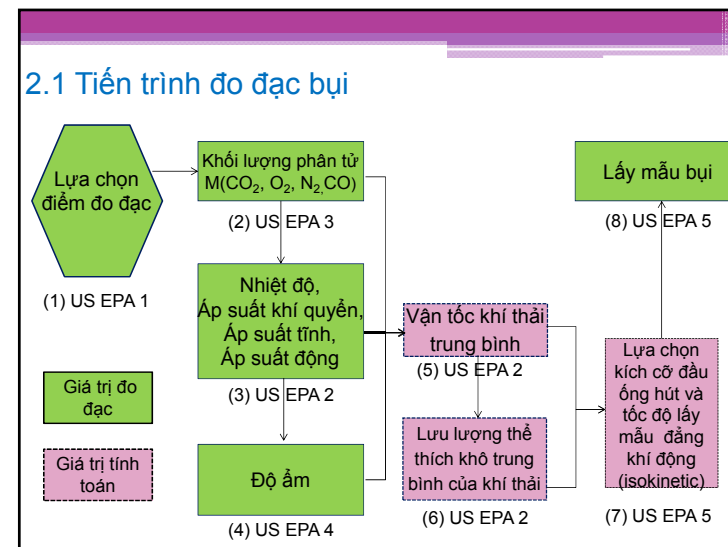 2.1 Tiến trình đo đạc bụi
Lựa chọn
điểm đo đạc
(1) US EPA 1
Khối lượng phân tử
M(CO₂, O₂, N₂,CO)
(2) US EPA 3
Nhiệt độ,
Áp suất khí quyển,
Áp suất tĩnh,
Áp suất động
(3) US EPA 2
Độ ẩm
(4) US EPA 4
Vận tốc khí thải
trung bình
(5) US EPA 2
Lưu lượng thể
thích khô trung
bình của khí thải
(6) US EPA 2
Lựa chọn
kích cỡ đầu
ống hút và
tốc độ lấy
mẫu đẳng
khí động
(isokinetic)
(7) US EPA 5
Lấy mẫu bụi
(8) US EPA 5
Giá trị đo
đạc
Giá trị tính
toán